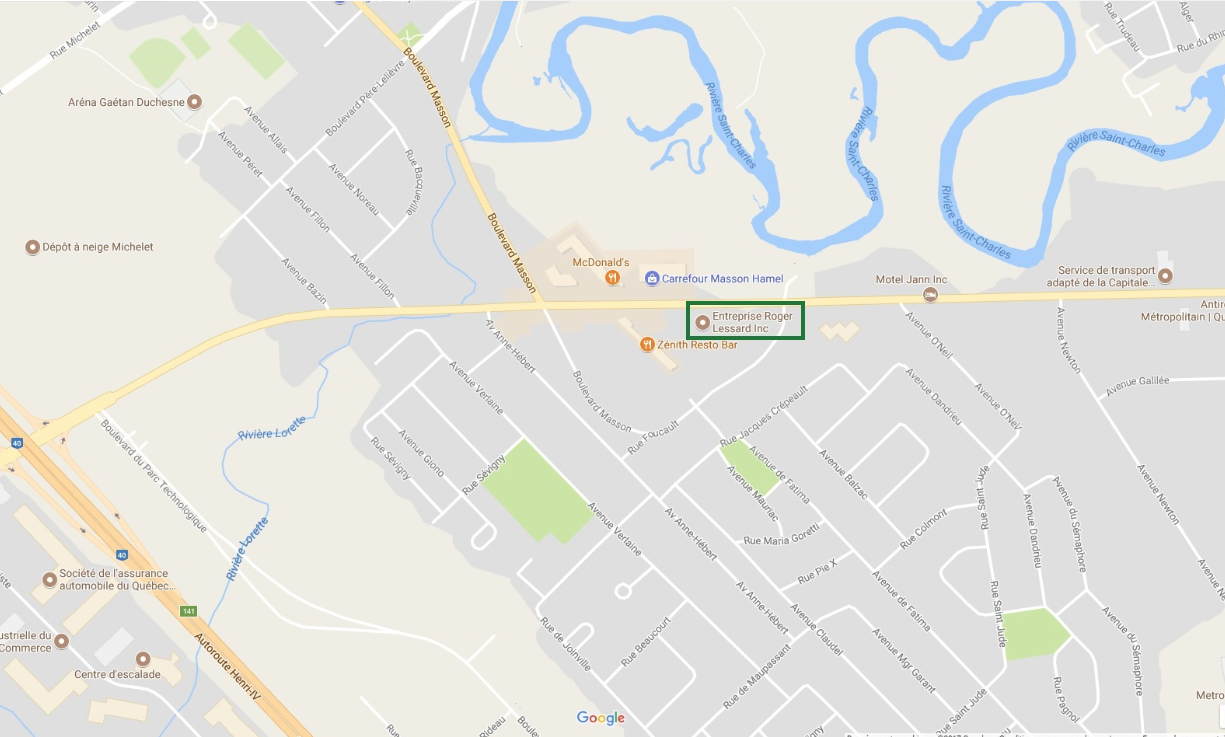 Rue Michelet
Boulevard Masson
Boulevard Père-Lelièvre
Rue Trudeau
Alger
Rue du Rhin
Aréna Gaétan Duchesne
Avenue Allais
Avenue Péret
Rue Bacqueville
Avenue Noreau
Avenue Fillon
Rivière Saint-Charles
Rivière Saint-Charles
Rivière Saint-Charles
Rivière Saint-Charles
Dépôt à neige Michelet
Boulevard Masson
Avenue Bazin
Avenue Fillon
McDonald's
Carrefour Masson Hamel
Motel Jann Inc
Service de transport
adapté de la Capitale...
Entreprise Roger
Lessard Inc
Zénith Resto Bar
Métropolitain | Qu
Av Anne-Hébert
Avenue Verlaine
Boulevard Masson
Avenue O'Neil
Avenue O'Neil
Avenue Newton
Avenue Galilée
Avenue Dandrieu
Rue Jacques Crépeault
Rue Foucault
Rivière Lorette
Boulevard du Parc Technologique
40
Rue Sévigny
Avenue Giono
Rue Sévigny
Avenue de Fatima
Avenue Mauriac
Avenue Balzac
Rue Saint Jude
Avenue Dandrieu
Avenue du Sémaphore
Avenue Newton
Avenue Verlaine
Av Anne-Hébert
Rue Maria Goretti
Rue Colmont
Rue Pie X
Rivière Lorette
40
Société de l'assurance
automobile du Québec...
141
Autoroute Henri-IV
ustrielle du
Commerce
Centre d'escalade
Av Anne-Hébert
Avenue Claudel
Avenue de Fatima
Avenue Mgr Garant
Rue Saint Jude
Avenue du Sémaphore
Rue de Joinville
Rue Beaucourt
Rue de Maupassant
Rue Saint Jude
Rue Pagnol
Metro
Google
Rideau
Bou
Rue